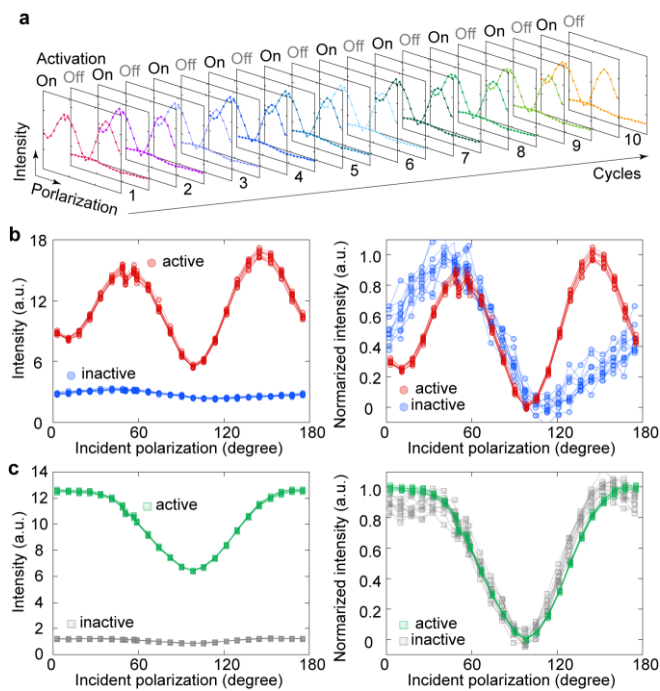 a
Activation
On Off On Off On Off On Off On Off On Off On Off On Off On Off On Off
Intensity
Porlarization
1 2 3 4 5 6 7 8 9 10
Cycles
b
18
12
6
0
Intensity (a.u.)
active
inactive
0 60 120 180
Incident polarization (degree)
1.0
0.8
0.6
0.4
0.2
0
Normarized intensity (a.u.)
active
inactive
0 60 120 180
Incident polarization (degree)
c
14
12
10
8
6
4
2
0
Intensity (a.u.)
active
inactive
0 60 120 180
Incident polarization (degree)
1.0
0.8
0.6
0.4
0.2
0
Normarized intensity (a.u.)
active
inactive
0 60 120 180
Incident polarization (degree)